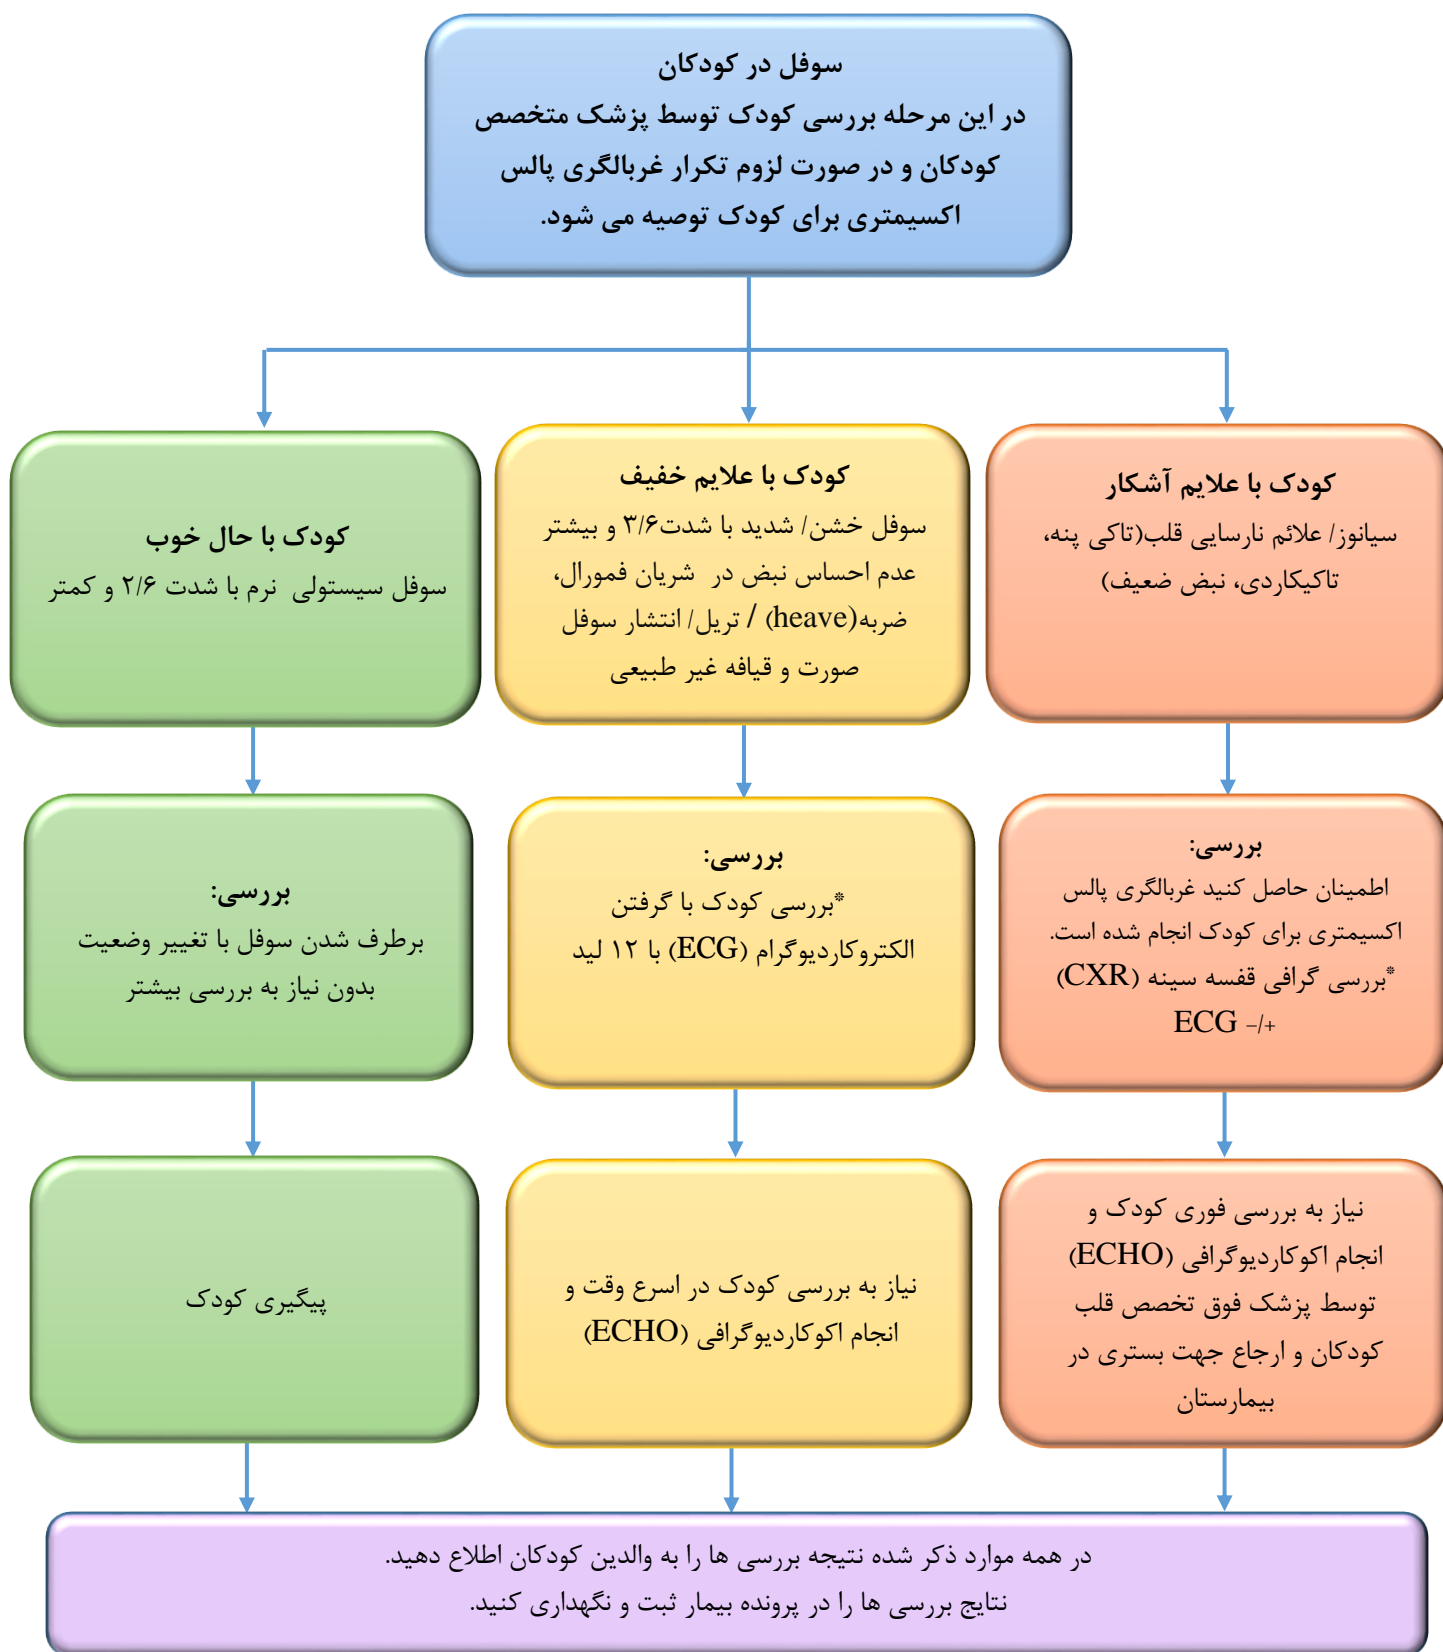 سوفل در کودکان
در این مرحله بررسی کودک توسط پزشک متخصص
کودکان و در صورت لزوم تکرار غربالگری پالس
اکسیمتری برای کودک توصیه می شود.
کودک با علایم آشکار
سیانوز/ علائم نارسایی قلب(تاکی پنه،
تاکیکاردی، نبض ضعیف)
کودک با علایم خفیف
سوفل خشن/ شدید با شدت۳/۶ و بیشتر
عدم احساس نبض در شریان فمورال،
ضربه(heave) / تریل/ انتشار سوفل
صورت و قیافه غیر طبیعی
کودک با حال خوب
سوفل سیستولی نرم با شدت ۲/۶ و کمتر
بررسی:
اطمینان حاصل کنید غربالگری پالس
اکسیمتری برای کودک انجام شده است.
*بررسی گرافی قفسه سینه (CXR)
ECG -/+
بررسی:
*بررسی کودک با گرفتن
الکتروکاردیوگرام (ECG) با ۱۲ لید
بررسی:
برطرف شدن سوفل با تغییر وضعیت
بدون نیاز به بررسی بیشتر
نیاز به بررسی فوری کودک و
انجام اکوکاردیوگرافی (ECHO)
توسط پزشک فوق تخصص قلب
کودکان و ارجاع جهت بستری در
بیمارستان
نیاز به بررسی کودک در اسرع وقت و
انجام اکوکاردیوگرافی (ECHO)
پیگیری کودک
در همه موارد ذکر شده نتیجه بررسی ها را به والدین کودکان اطلاع دهید.
نتایج بررسی ها را در پرونده بیمار ثبت و نگهداری کنید.